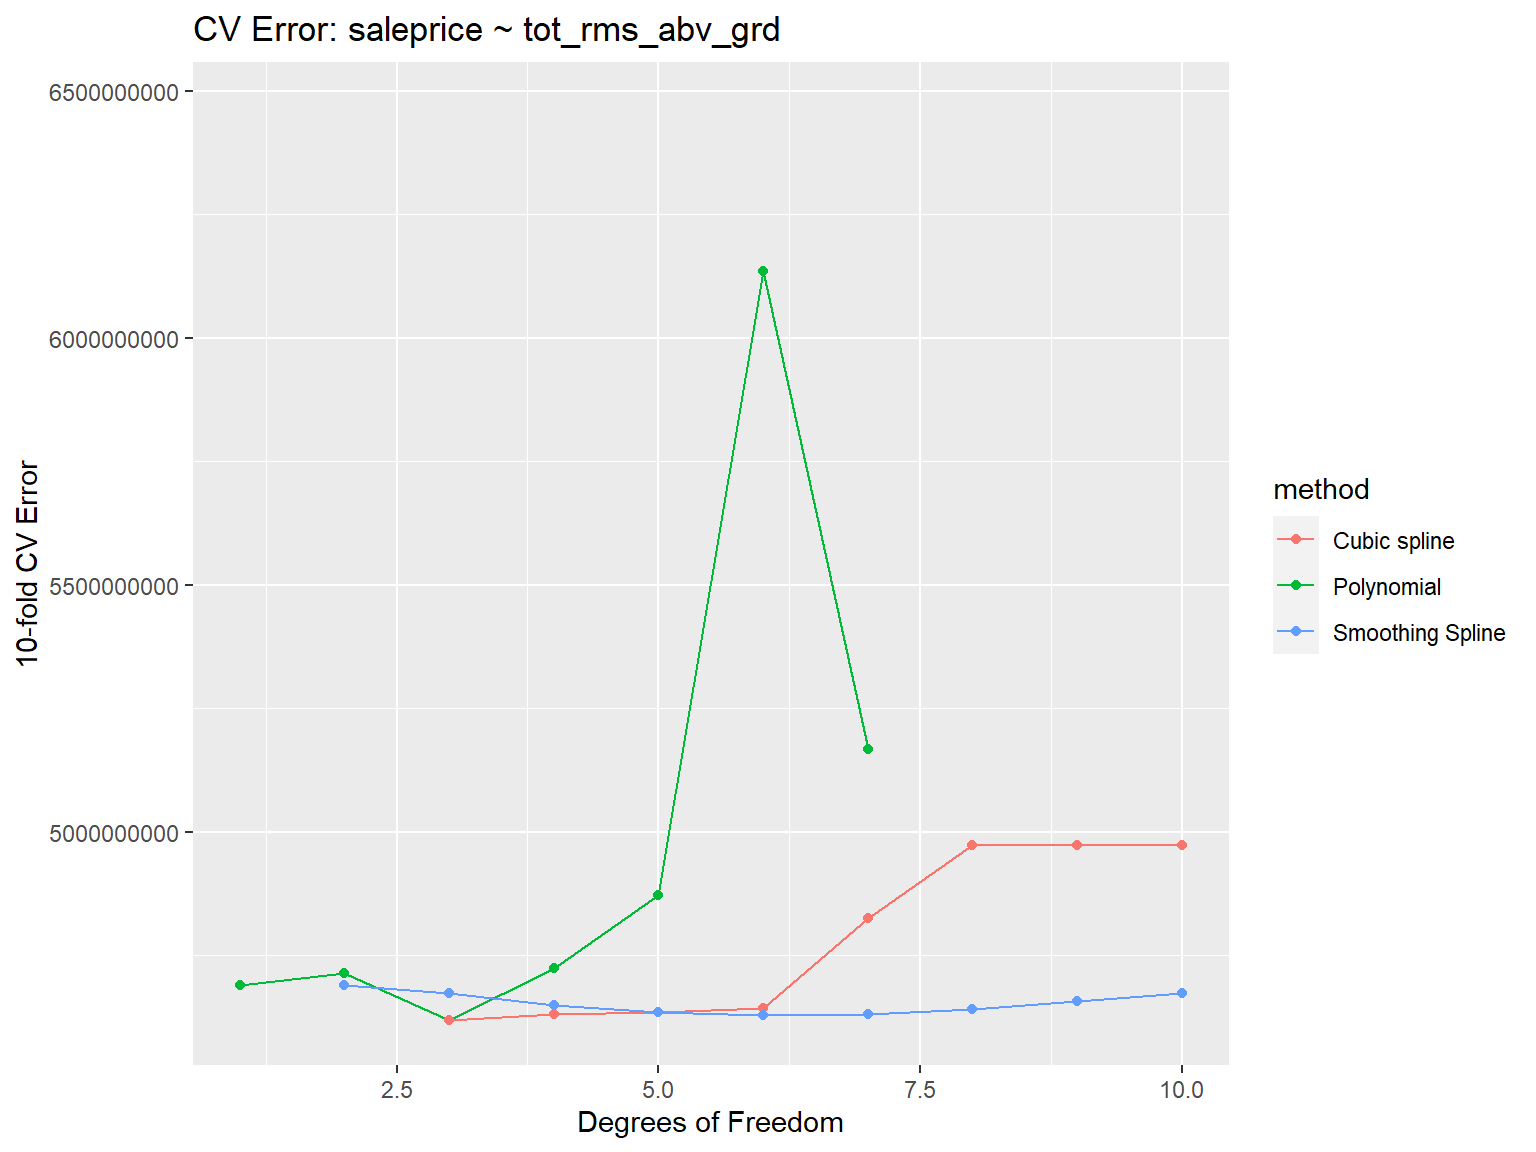 CV Error: saleprice ~ tot_rms_abv_grd
6500000000
6000000000
5500000000
5000000000
10-fold CV Error
2.5
5.0
7.5
10.0
Degrees of Freedom
method
Cubic spline
Polynomial
Smoothing Spline